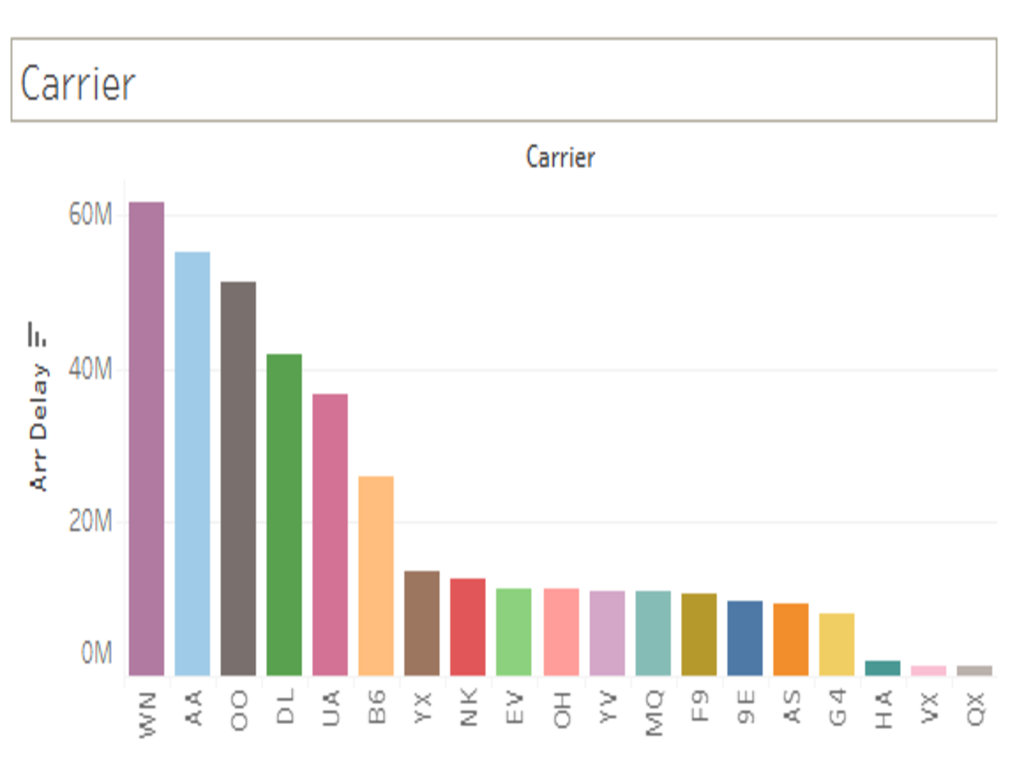 Carrier
Carrier
60M
40M
20M
0M
Arr Delay
WN
AA
OO
DL
UA
B6
YX
NK
EV
OH
YV
MQ
F9
9E
AS
G4
HA
VX
QX